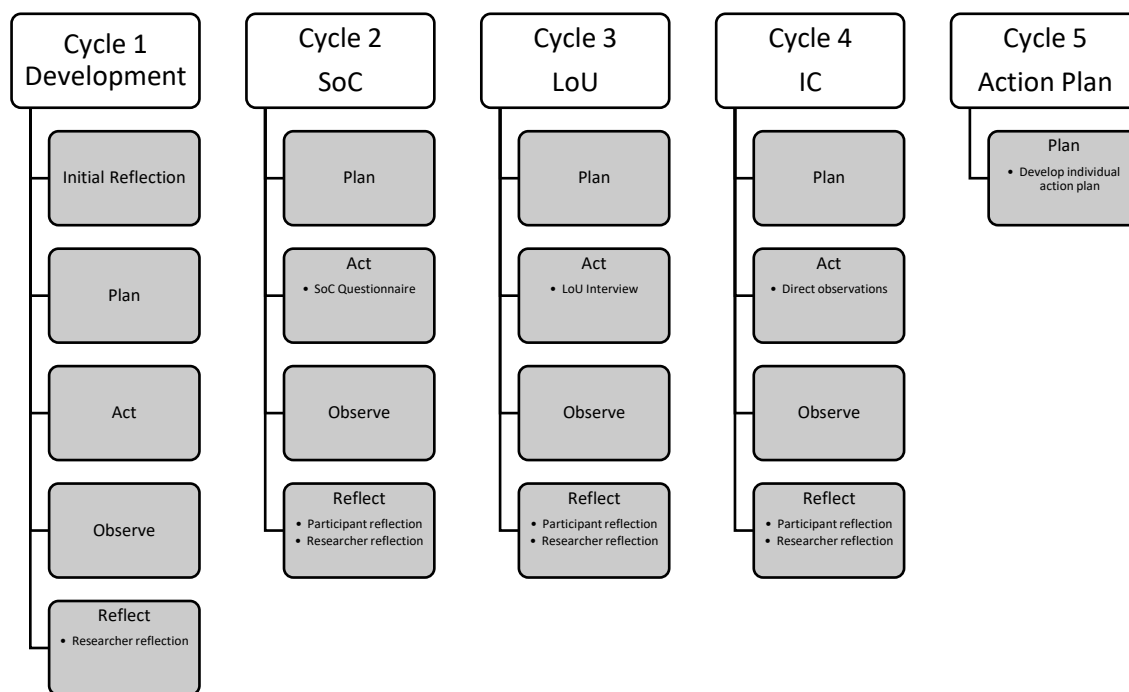 Cycle 1
Development
Initial Reflection
Plan
Act
Observe
Reflect
• Researcher reflection
Cycle 2
SoC
Plan
Act
• SoC Questionnaire
Observe
Reflect
• Participant reflection
• Researcher reflection
Cycle 3
LoU
Plan
Act
• LoU Interview
Observe
Reflect
• Participant reflection
• Researcher reflection
Cycle 4
IC
Plan
Act
• Direct observations
Observe
Reflect
• Participant reflection
• Researcher reflection
Cycle 5
Action Plan
Plan
• Develop individual
action plan